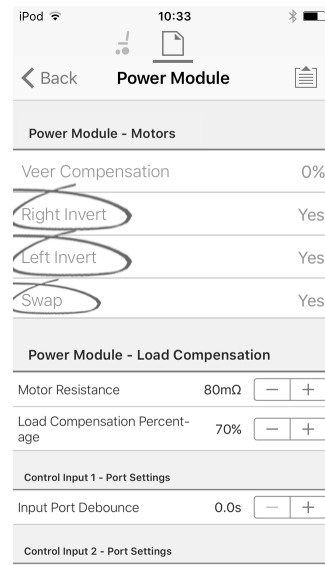 iPod 10:33
Back Power Module
Power Module - Motors
Veer Compensation 0%
Right Invert Yes
Left Invert Yes
Swap Yes
Power Module - Load Compensation
Motor Resistance 80mΩ − +
Load Compensation Percent-
age 70% − +
Control Input 1 - Port Settings
Input Port Debounce 0.0s − +
Control Input 2 - Port Settings